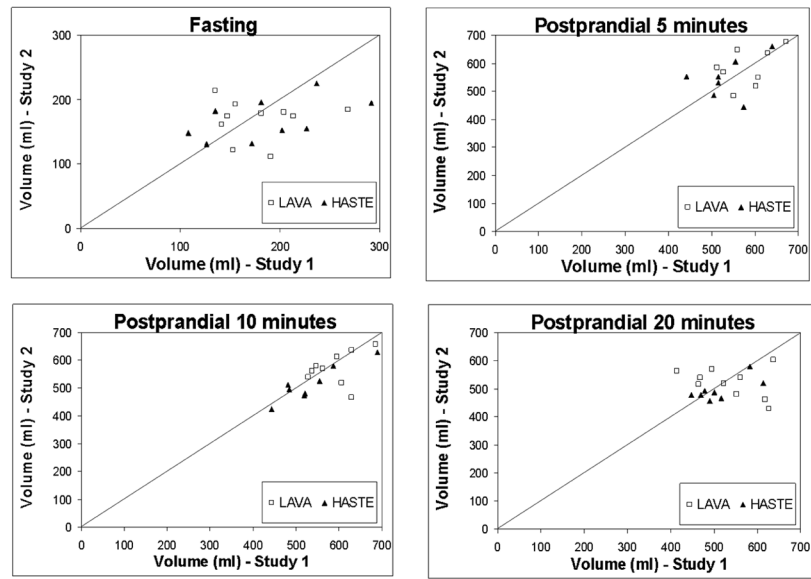 Fasting
Volume (ml) - Study 2
300
200
100
0
0 100 200 300
□ LAVA ▲ HASTE
Volume (ml) - Study 1
Postprandial 5 minutes
Volume (ml) - Study 2
700
600
500
400
300
200
100
0
0 100 200 300 400 500 600 700
□ LAVA ▲ HASTE
Volume (ml) - Study 1
Postprandial 10 minutes
Volume (ml) - Study 2
700
600
500
400
300
200
100
0
0 100 200 300 400 500 600 700
□ LAVA ▲ HASTE
Volume (ml) - Study 1
Postprandial 20 minutes
Volume (ml) - Study 2
700
600
500
400
300
200
100
0
0 100 200 300 400 500 600 700
□ LAVA ▲ HASTE
Volume (ml) - Study 1